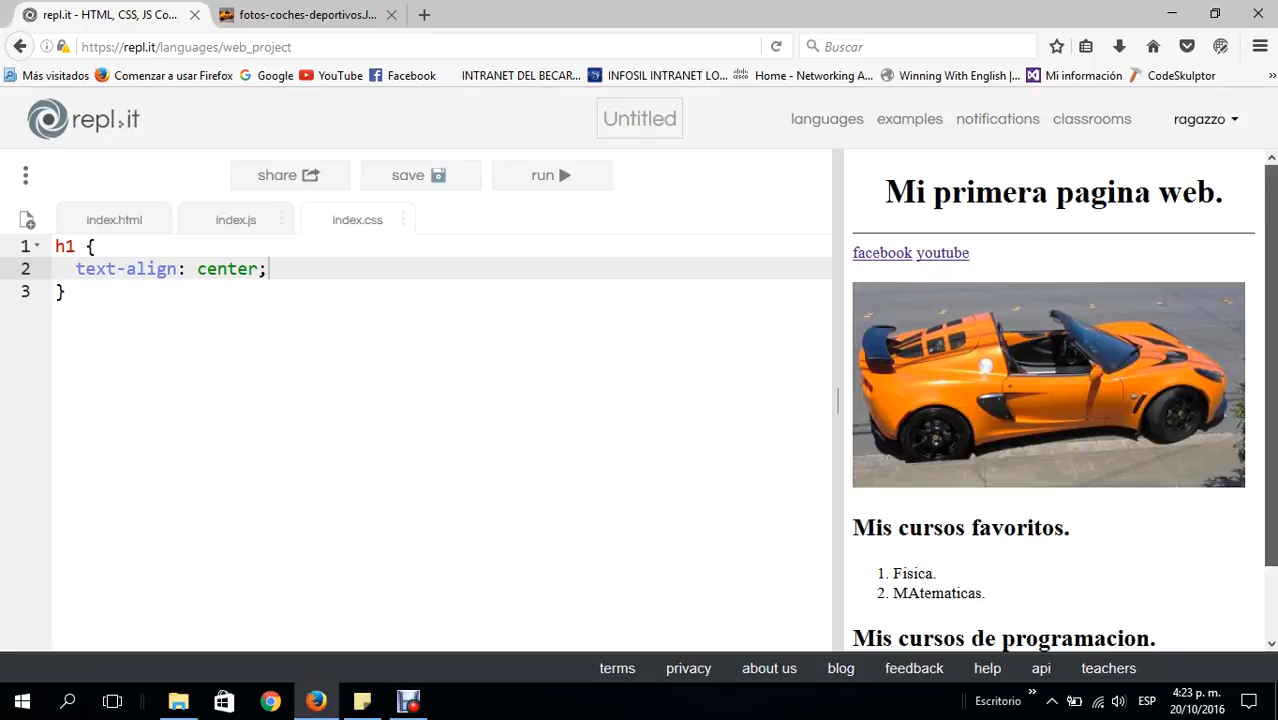 repl.it - HTML, CSS, JS Co...
fotos-coches-deportivosJ...
https://repl.it/languages/web_project
Buscar
Más visitados
Comenzar a usar Firefox
Google
YouTube
Facebook
INTRANET DEL BECAR...
INFOSIL INTRANET LO...
Home - Networking A...
Winning With English |...
Mi información
CodeSkulptor
repl.it
Untitled
languages
examples
notifications
classrooms
ragazzo
share
save
run
index.html
index.js
index.css
1 h1 {
2 text-align: center;
3 }
Mi primera pagina web.
facebook youtube
Mis cursos favoritos.
1. Fisica.
2. MAtematicas.
Mis cursos de programacion.
terms
privacy
about us
blog
feedback
help
api
teachers
Escritorio
ESP
4:23 p. m.
20/10/2016